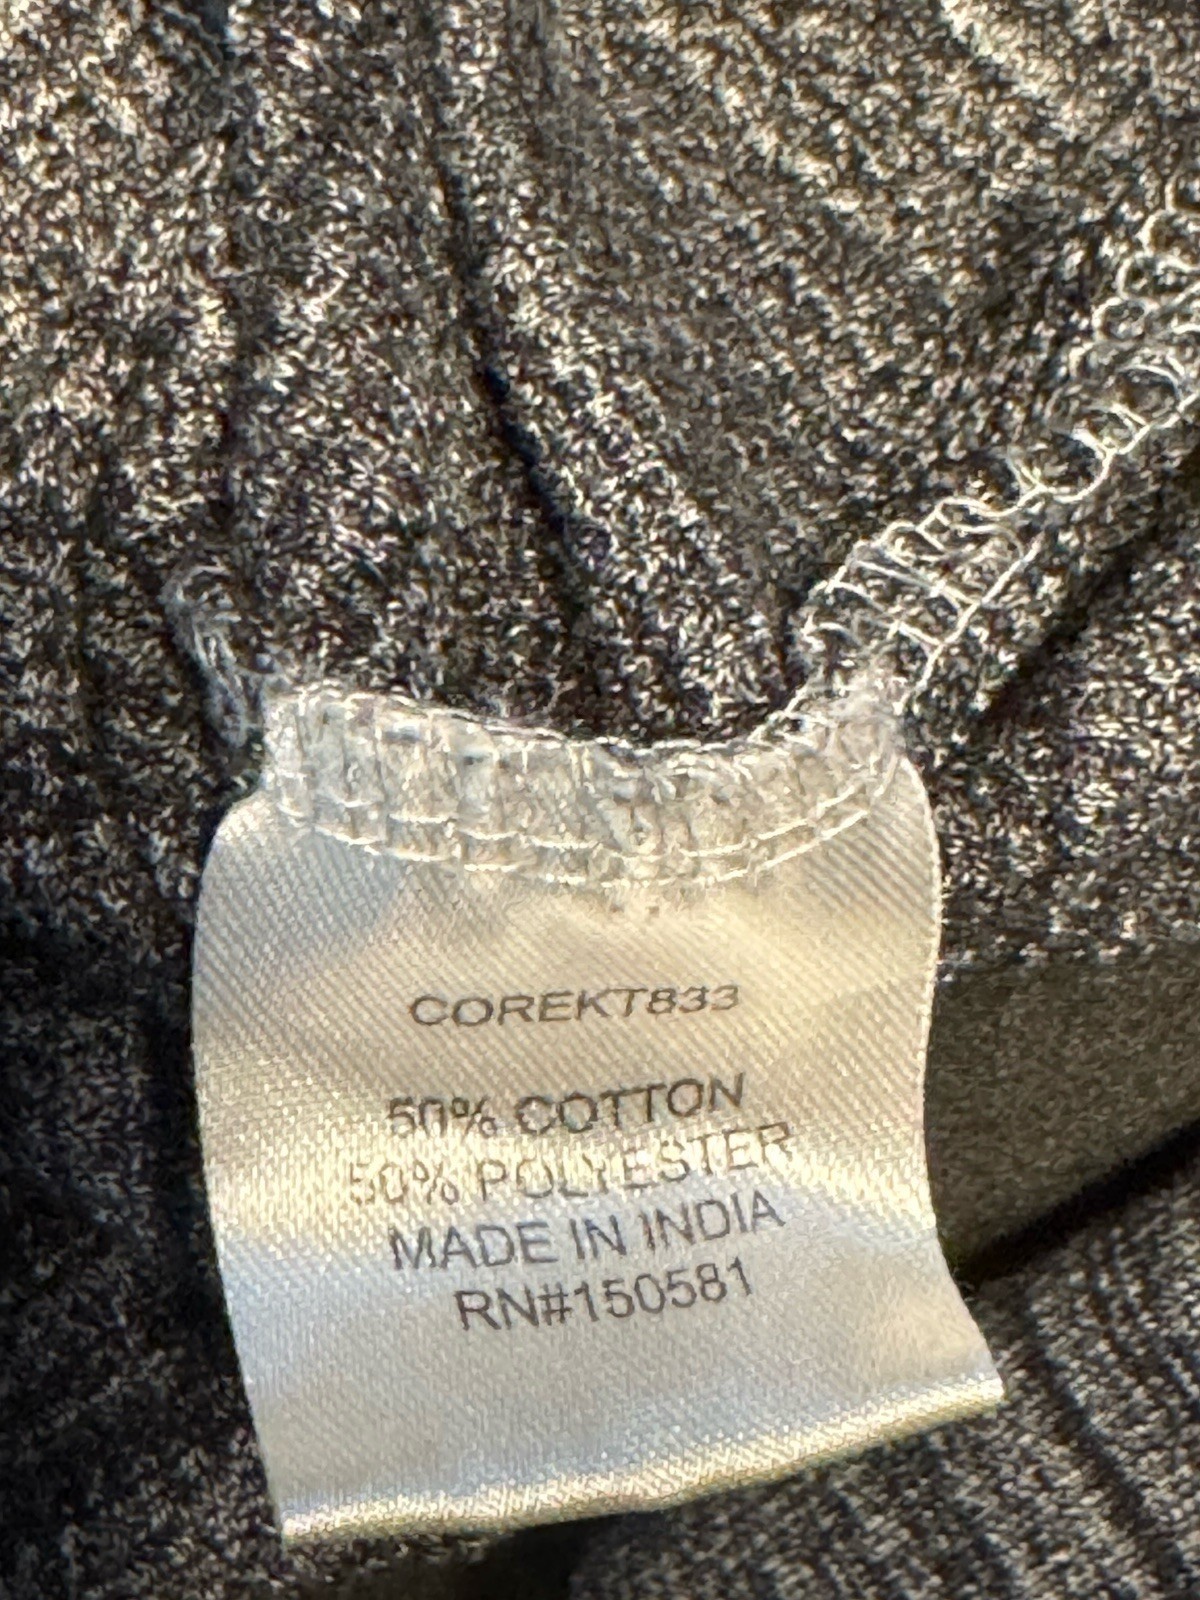 COREKT833
50% COTTON
50% POLYESTER
MADE IN INDIA
RN#150581